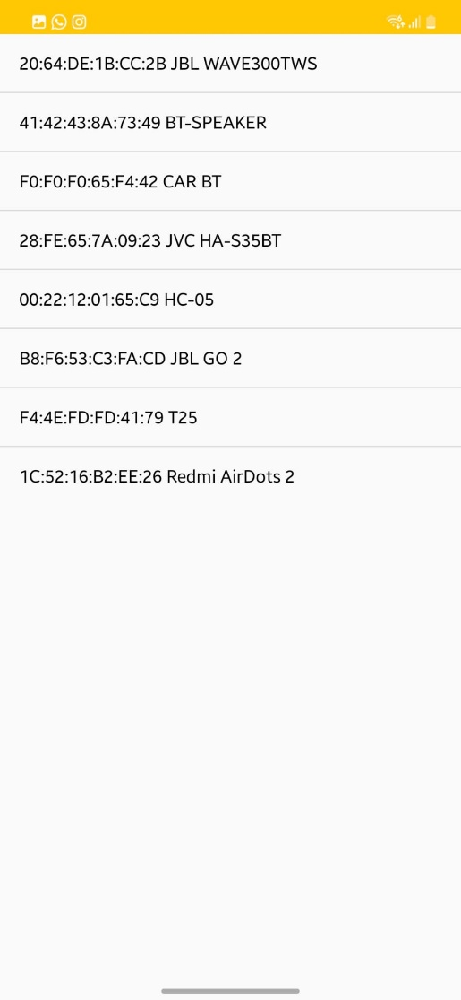 20:64:DE:1B:CC:2B JBL WAVE300TWS
41:42:43:8A:73:49 BT-SPEAKER
F0:F0:F0:65:F4:42 CAR BT
28:FE:65:7A:09:23 JVC HA-S35BT
00:22:12:01:65:C9 HC-05
B8:F6:53:C3:FA:CD JBL GO 2
F4:4E:FD:FD:41:79 T25
1C:52:16:B2:EE:26 Redmi AirDots 2